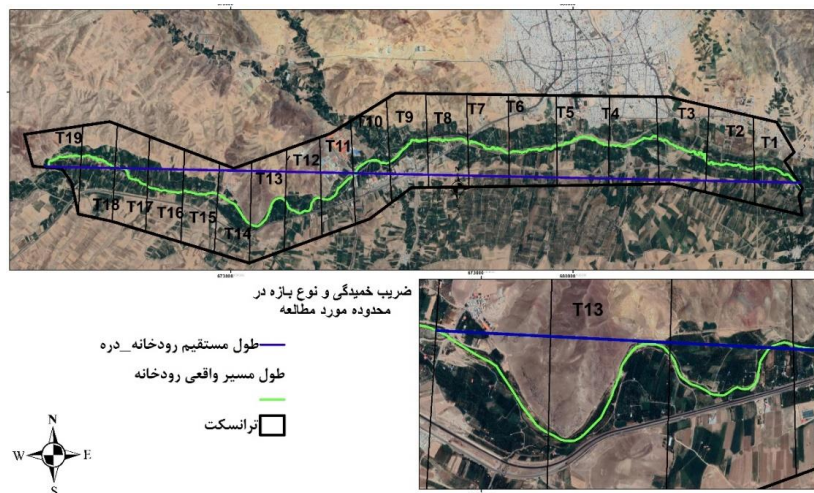 T19
T18
T17
T16
T15
T14
T13
T12
T11
T10
T9
T8
T7
T6
T5
T4
T3
T2
T1
ضریب خمیدگی و نوع بازه در
محدوده مورد مطالعه
طول مستقیم رودخانه_دره
طول مسیر واقعی رودخانه
ترانسکت
N
W E
S
T13